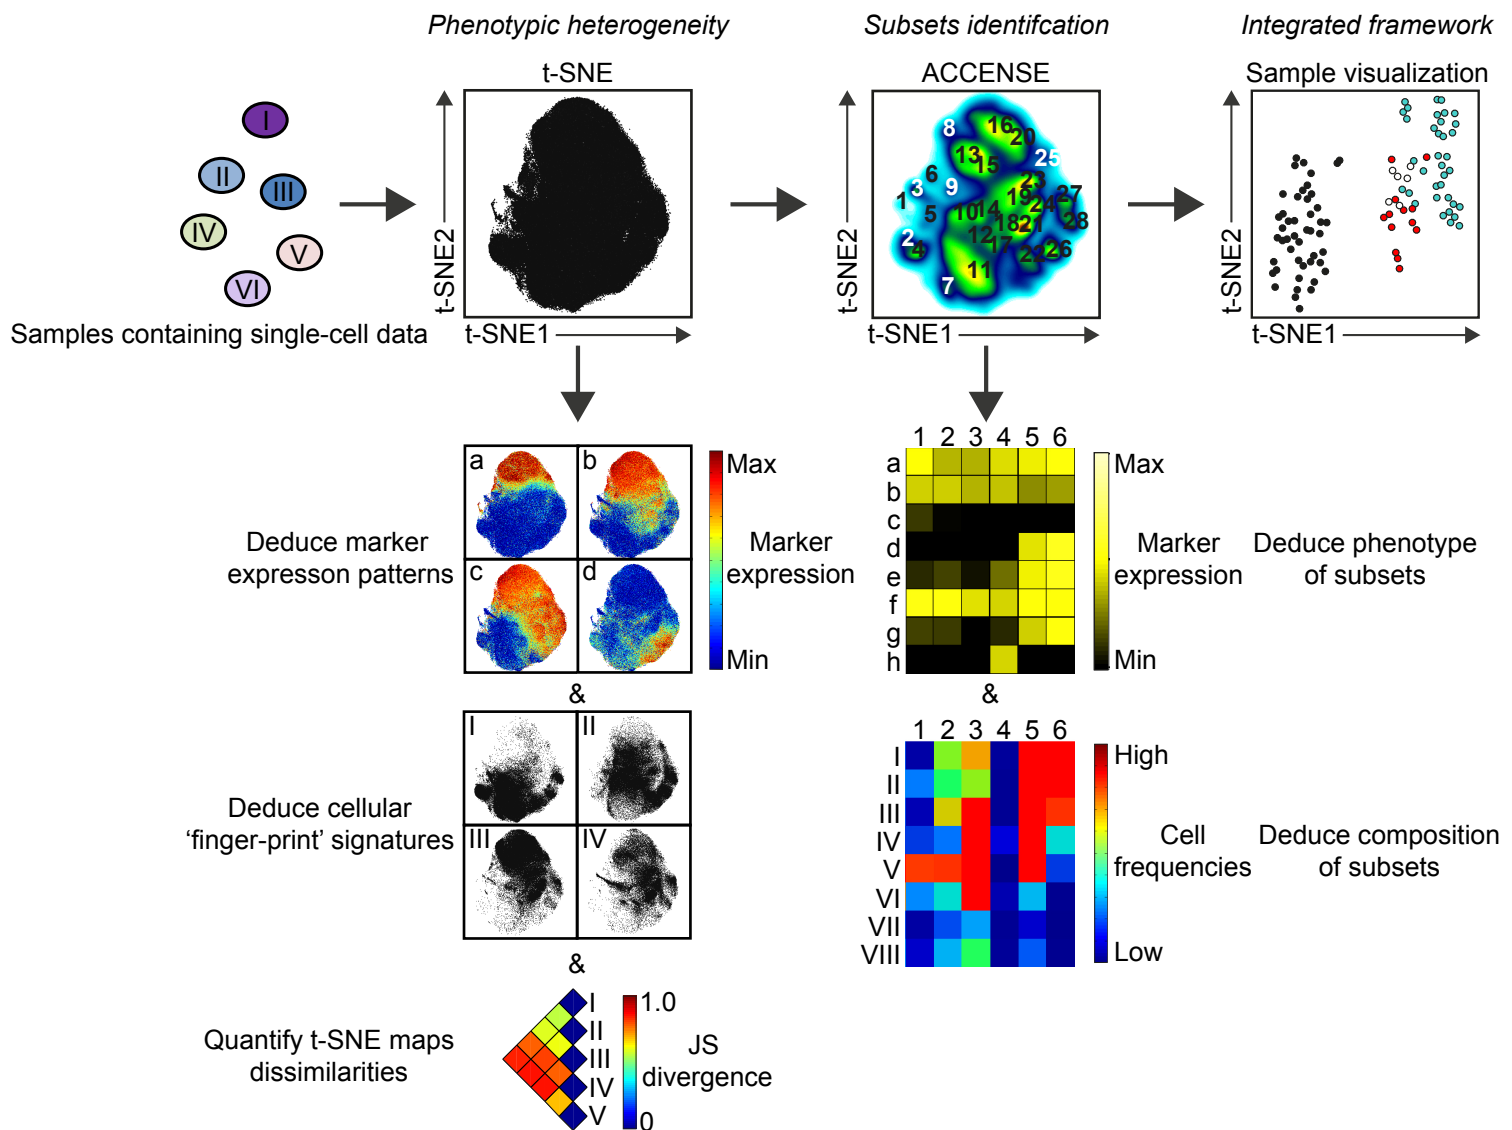 Phenotypic heterogeneity
Subsets identifcation
Integrated framework
t-SNE
ACCENSE
Sample visualization
I
II
III
IV
V
VI
Samples containing single-cell data
t-SNE2
t-SNE1
t-SNE2
8
16
20
13
15
25
6
3
9
23
1
19
27
5
10
14
24
28
18
21
2
4
12
17
22
26
11
7
t-SNE1
t-SNE2
t-SNE1
Deduce marker
expresson patterns
a
b
c
d
Max
Marker
expression
Min
&
Deduce cellular
‘finger-print’ signatures
I
II
III
IV
&
Quantify t-SNE maps
dissimilarities
I
II
III
IV
V
1.0
JS
divergence
0
1 2 3 4 5 6
a
b
c
d
e
f
g
h
Max
Marker
expression
Min
Deduce phenotype
of subsets
&
1 2 3 4 5 6
I
II
III
IV
V
VI
VII
VIII
High
Cell
frequencies
Low
Deduce composition
of subsets